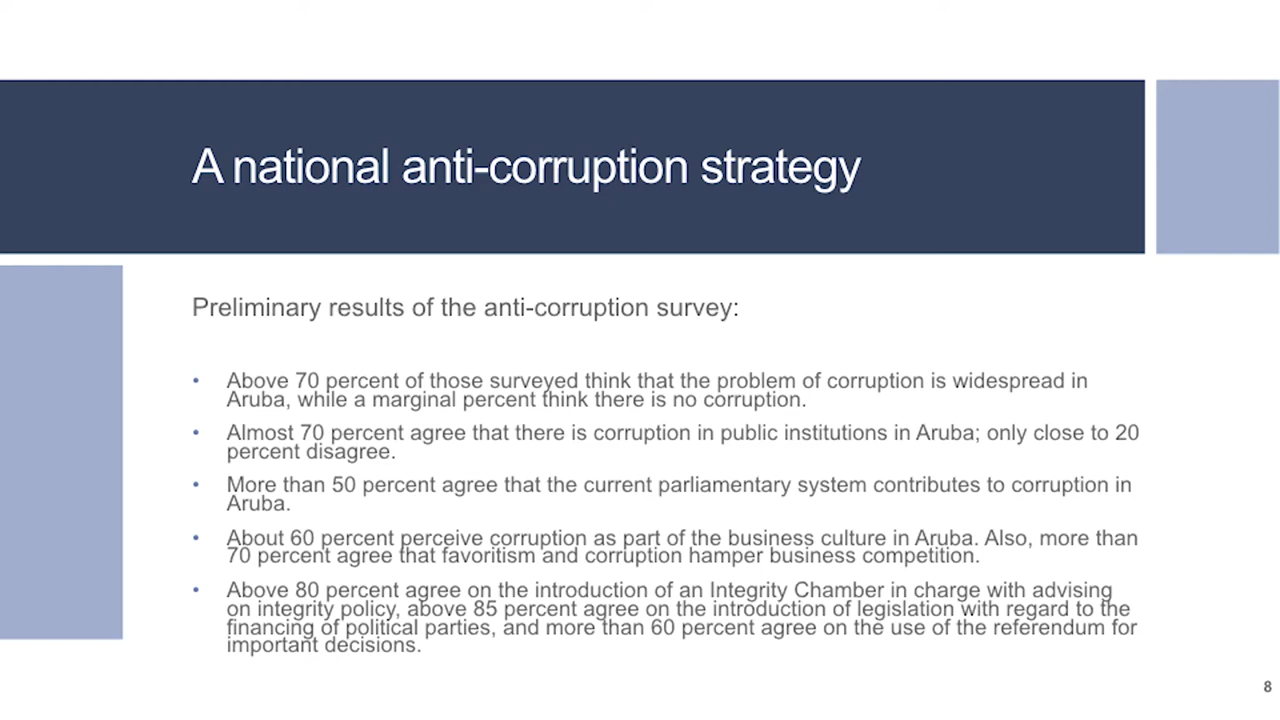 A national anti-corruption strategy
Preliminary results of the anti-corruption survey:
• Above 70 percent of those surveyed think that the problem of corruption is widespread in
Aruba, while a marginal percent think there is no corruption.
• Almost 70 percent agree that there is corruption in public institutions in Aruba; only close to 20
percent disagree.
• More than 50 percent agree that the current parliamentary system contributes to corruption in
Aruba.
• About 60 percent perceive corruption as part of the business culture in Aruba. Also, more than
70 percent agree that favoritism and corruption hamper business competition.
• Above 80 percent agree on the introduction of an Integrity Chamber in charge with advising
on integrity policy, above 85 percent agree on the introduction of legislation with regard to the
financing of political parties, and more than 60 percent agree on the use of the referendum for
important decisions.
8